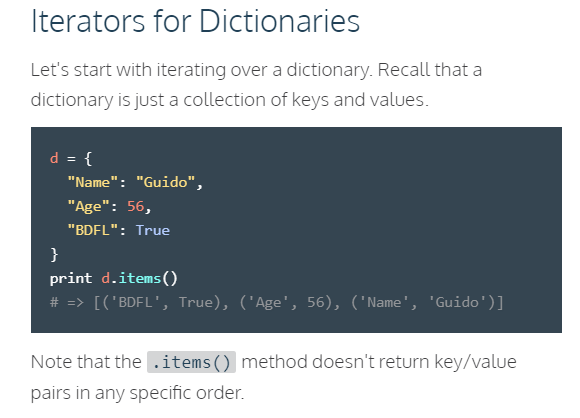 Iterators for Dictionaries
Let's start with iterating over a dictionary. Recall that a
dictionary is just a collection of keys and values.
d = {
  "Name": "Guido",
  "Age": 56,
  "BDFL": True
}
print d.items()
# => [('BDFL', True), ('Age', 56), ('Name', 'Guido')]
Note that the .items() method doesn't return key/value
pairs in any specific order.